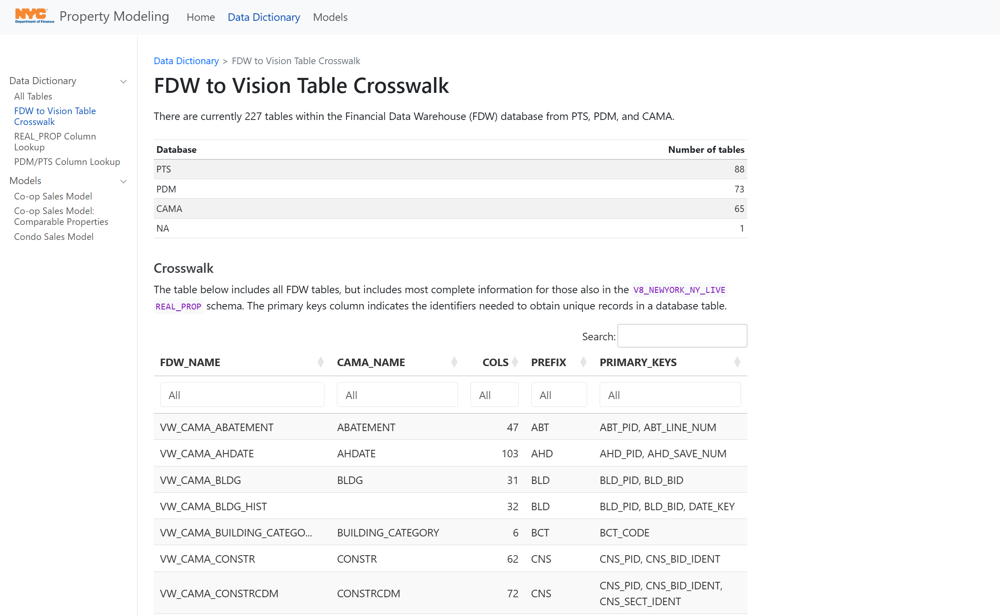 NYC
Department of Finance
Property Modeling
Home
Data Dictionary
Models
Data Dictionary
All Tables
FDW to Vision Table
Crosswalk
REAL_PROP Column
Lookup
PDM/PTS Column Lookup
Models
Co-op Sales Model
Co-op Sales Model:
Comparable Properties
Condo Sales Model
Data Dictionary > FDW to Vision Table Crosswalk
FDW to Vision Table Crosswalk
There are currently 227 tables within the Financial Data Warehouse (FDW) database from PTS, PDM, and CAMA.
Database Number of tables
PTS 88
PDM 73
CAMA 65
NA 1
Crosswalk
The table below includes all FDW tables, but includes most complete information for those also in the V8_NEWYORK_NY_LIVE
REAL_PROP schema. The primary keys column indicates the identifiers needed to obtain unique records in a database table.
Search:
FDW_NAME CAMA_NAME COLS PREFIX PRIMARY_KEYS
All All All All All
VW_CAMA_ABATEMENT ABATEMENT 47 ABT ABT_PID, ABT_LINE_NUM
VW_CAMA_AHDATE AHDATE 103 AHD AHD_PID, AHD_SAVE_NUM
VW_CAMA_BLDG BLDG 31 BLD BLD_PID, BLD_BID
VW_CAMA_BLDG_HIST 32 BLD BLD_PID, BLD_BID, DATE_KEY
VW_CAMA_BUILDING_CATEGO... BUILDING_CATEGORY 6 BCT BCT_CODE
VW_CAMA_CONSTR CONSTR 62 CNS CNS_PID, CNS_BID_IDENT
VW_CAMA_CONSTRCDM CONSTRCDM 72 CNS CNS_PID, CNS_BID_IDENT,
CNS_SECT_IDENT